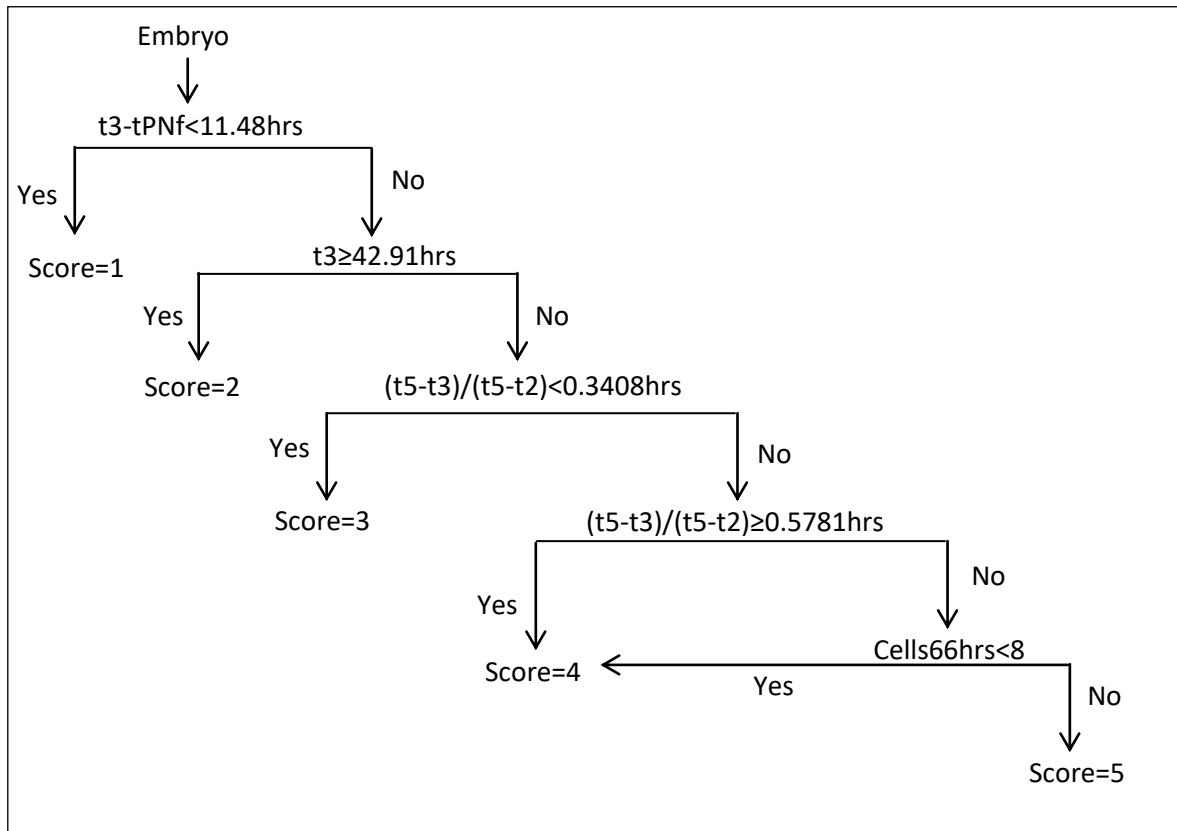 Embryo
t3-tPNf<11.48hrs
Yes
No
Score=1
t3≥42.91hrs
Yes
No
Score=2
(t5-t3)/(t5-t2)<0.3408hrs
Yes
No
Score=3
(t5-t3)/(t5-t2)≥0.5781hrs
Yes
No
Score=4
Cells66hrs<8
Yes
No
Score=5